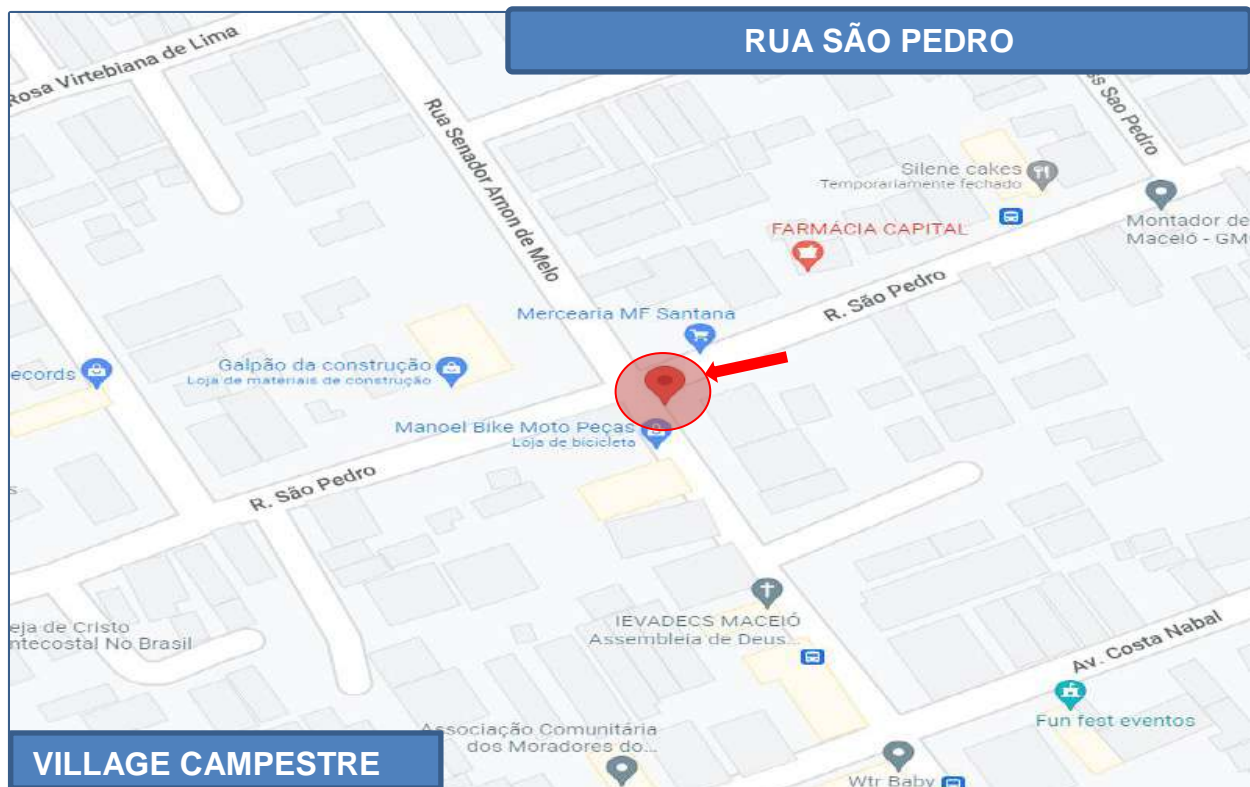 RUA SÃO PEDRO
Rosa Virtebiana de Lima
Rua Senador Arnon de Melo
ss Sao Pedro
Silene cakes
Temporariamente fechado
FARMÁCIA CAPITAL
Montador de
Maceió - GM
R. São Pedro
Mercearia MF Santana
Galpão da construção
Loja de materiais de construção
ecords
Manoel Bike Moto Peças
Loja de bicicleta
R. São Pedro
s
IEVADECS MACEIÓ
Assembleia de Deus...
eja de Cristo
ntecostal No Brasil
Av. Costa Nabal
Fun fest eventos
Associação Comunitária
dos Moradores do...
Wtr Baby
VILLAGE CAMPESTRE